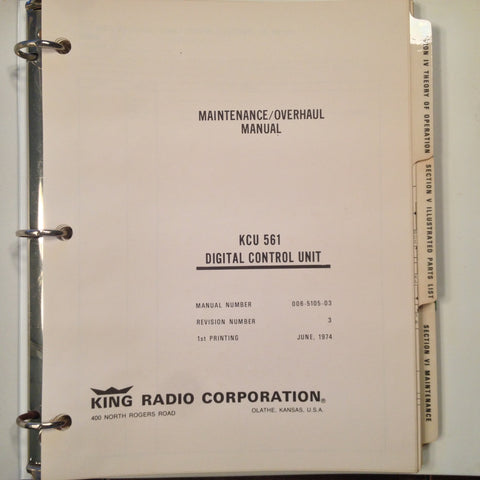 MAINTENANCE/OVERHAUL
MANUAL
KCU 561
DIGITAL CONTROL UNIT
MANUAL NUMBER 006-5105-03
REVISION NUMBER 3
1st PRINTING JUNE, 1974
KING RADIO CORPORATION®
400 NORTH ROGERS ROAD OLATHE, KANSAS, U.S.A.
ON IV THEORY OF OPERATION
SECTION V ILLUSTRATED PARTS LIST
SECTION VI MAINTENANCE